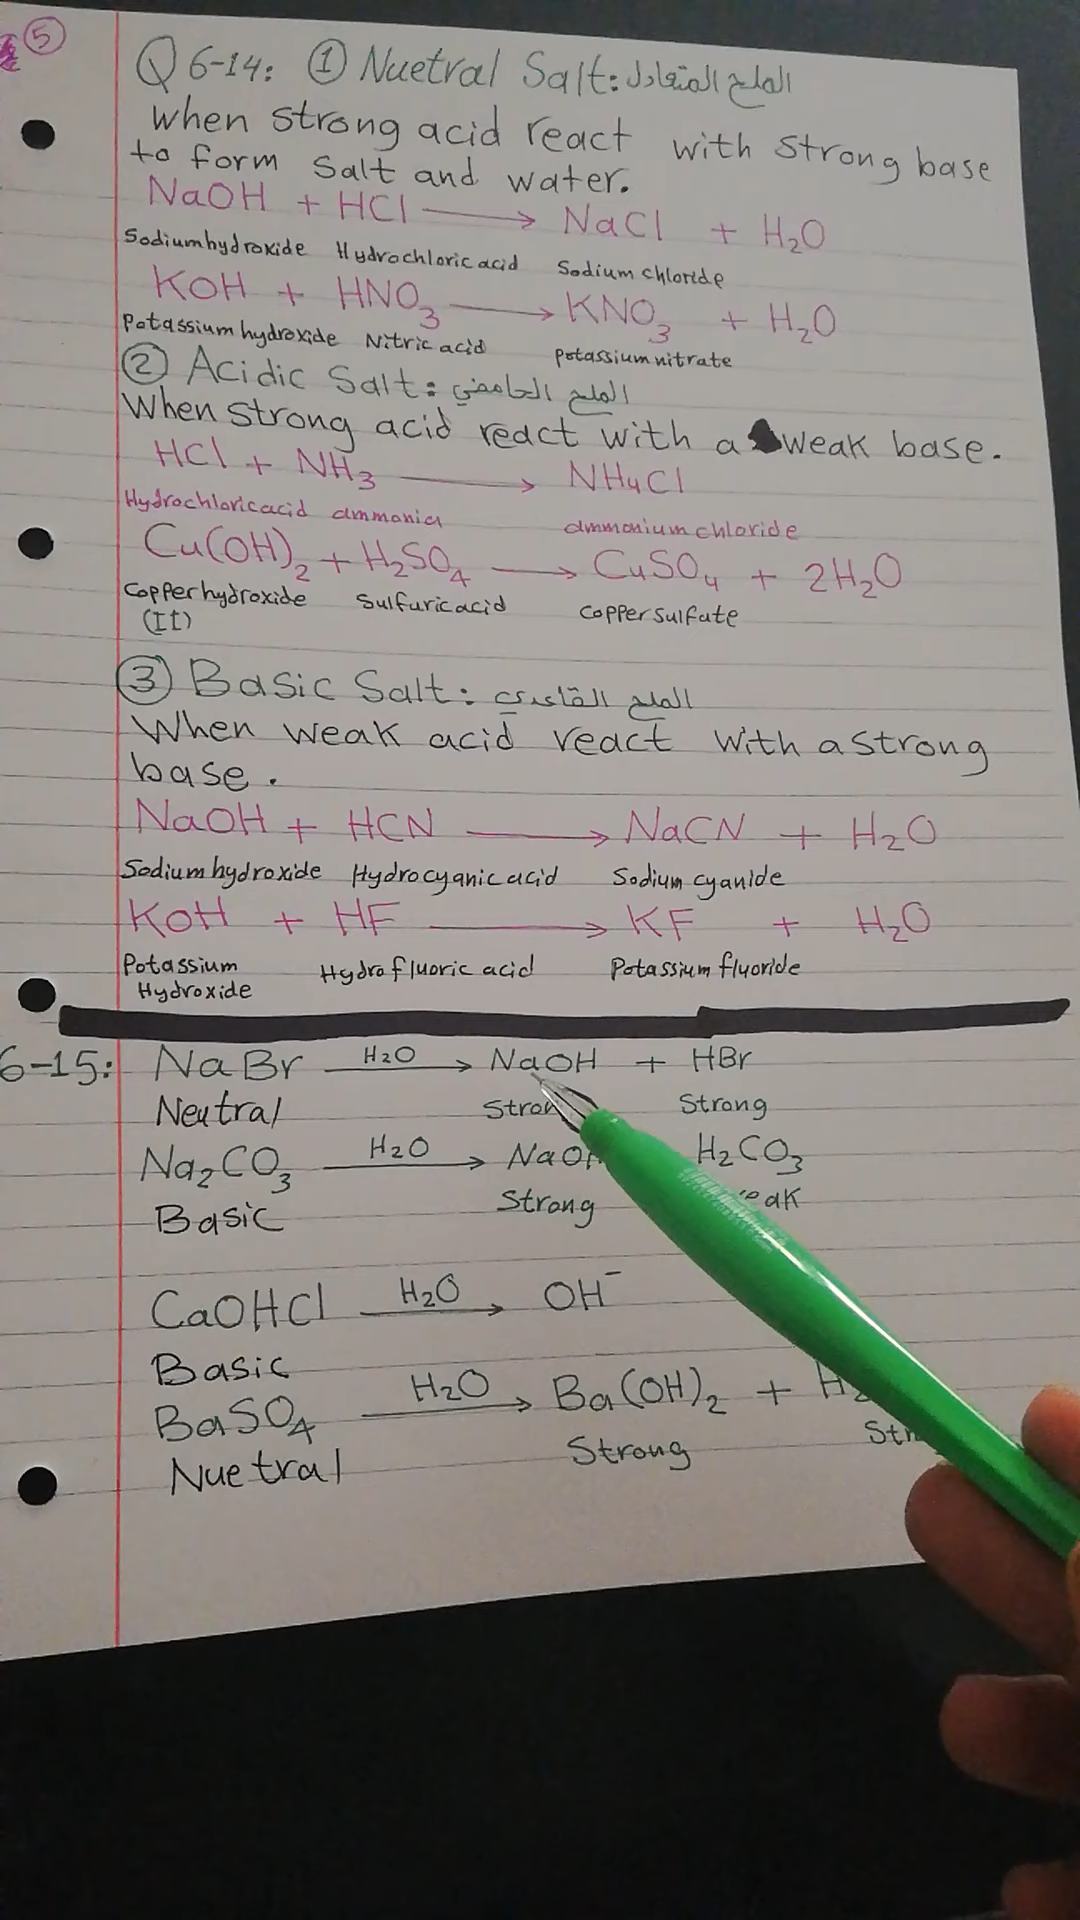 5
Q 6-14: ① Nuetral Salt: الملح المتعادل
When strong acid react with strong base
to form Salt and water.
NaOH + HCl → NaCl + H₂O
Sodiumhydroxide Hydrochloric acid Sodium chloride
KOH + HNO₃ → KNO₃ + H₂O
Potassium hydroxide Nitric acid potassium nitrate
② Acidic Salt: الملح الحامضي
When strong acid react with a weak base.
HCl + NH₃ → NH₄Cl
Hydrochloric acid ammonia ammonium chloride
Cu(OH)₂ + H₂SO₄ → CuSO₄ + 2H₂O
Copper hydroxide Sulfuric acid Copper sulfate
(II)
③ Basic Salt: الملح القاعدي
When weak acid react with a strong
base.
NaOH + HCN → NaCN + H₂O
Sodium hydroxide Hydrocyanic acid Sodium cyanide
KOH + HF → KF + H₂O
Potassium Hydrofluoric acid Potassium fluoride
Hydroxide
6-15: NaBr H₂O → NaOH + HBr
Neutral Strong
Na₂CO₃ H₂O → H₂CO₃
Basic Strong
CaOHCl H₂O → OH⁻
Basic
BaSO₄ H₂O → Ba(OH)₂ +
Nuetral Strong